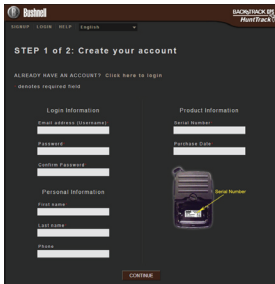 Bushnell
BACKTRACK
HuntTrack
SIGNUP LOGIN HELP English
STEP 1 of 2: Create your account
ALREADY HAVE AN ACCOUNT? Click here to login
denotes required field
Login Information
Email address (Username)
Password
Confirm Password
Personal Information
First name
Last name
Phone
Product Information
Serial Number
Purchase Date
Serial Number
CONTINUE